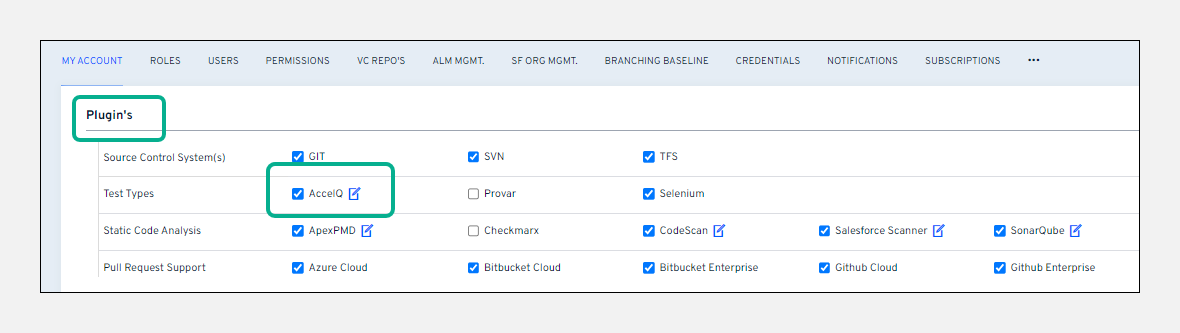 MY ACCOUNT ROLES USERS PERMISSIONS VC REPO'S ALM MGMT. SF ORG MGMT. BRANCHING BASELINE CREDENTIALS NOTIFICATIONS SUBSCRIPTIONS ...
Plugin's
Source Control System(s) GIT SVN TFS
Test Types AccelQ Provar Selenium
Static Code Analysis ApexPMD Checkmarx CodeScan Salesforce Scanner SonarQube
Pull Request Support Azure Cloud Bitbucket Cloud Bitbucket Enterprise Github Cloud Github Enterprise